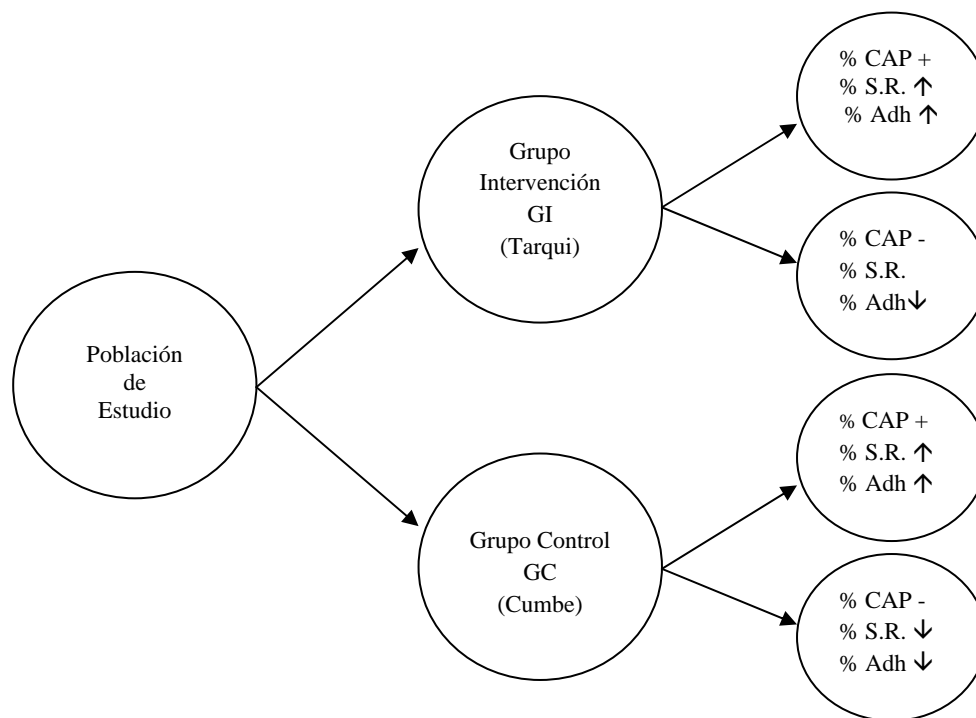 Población
de
Estudio
Grupo
Intervención
GI
(Tarqui)
Grupo Control
GC
(Cumbe)
% CAP +
% S.R. ↑
% Adh ↑
% CAP -
% S.R.
% Adh↓
% CAP +
% S.R. ↑
% Adh ↑
% CAP -
% S.R. ↓
% Adh ↓